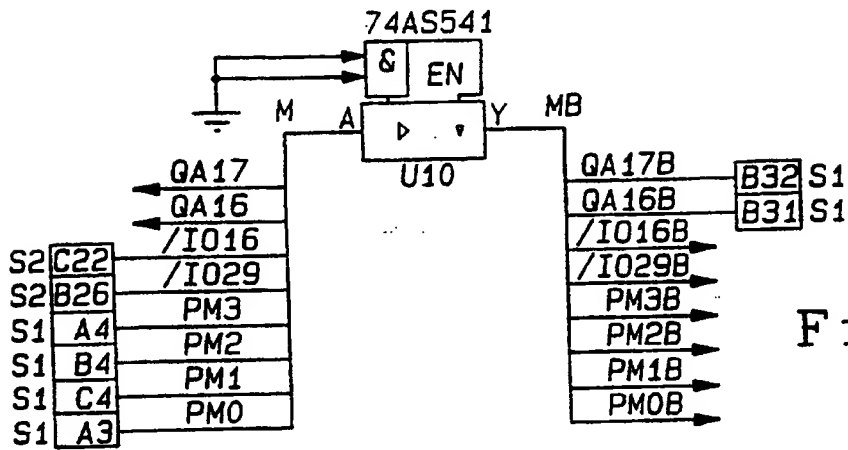 74AS541
& EN
M A Y MB
U10
QA17 QA17B B32 S1
QA16 QA16B B31 S1
/IO16 /IO16B
S2 C22
/IO29 /IO29B
S2 B26
PM3 PM3B
S1 A4
PM2 PM2B
S1 B4
PM1 PM1B
S1 C4
PM0 PM0B
S1 A3